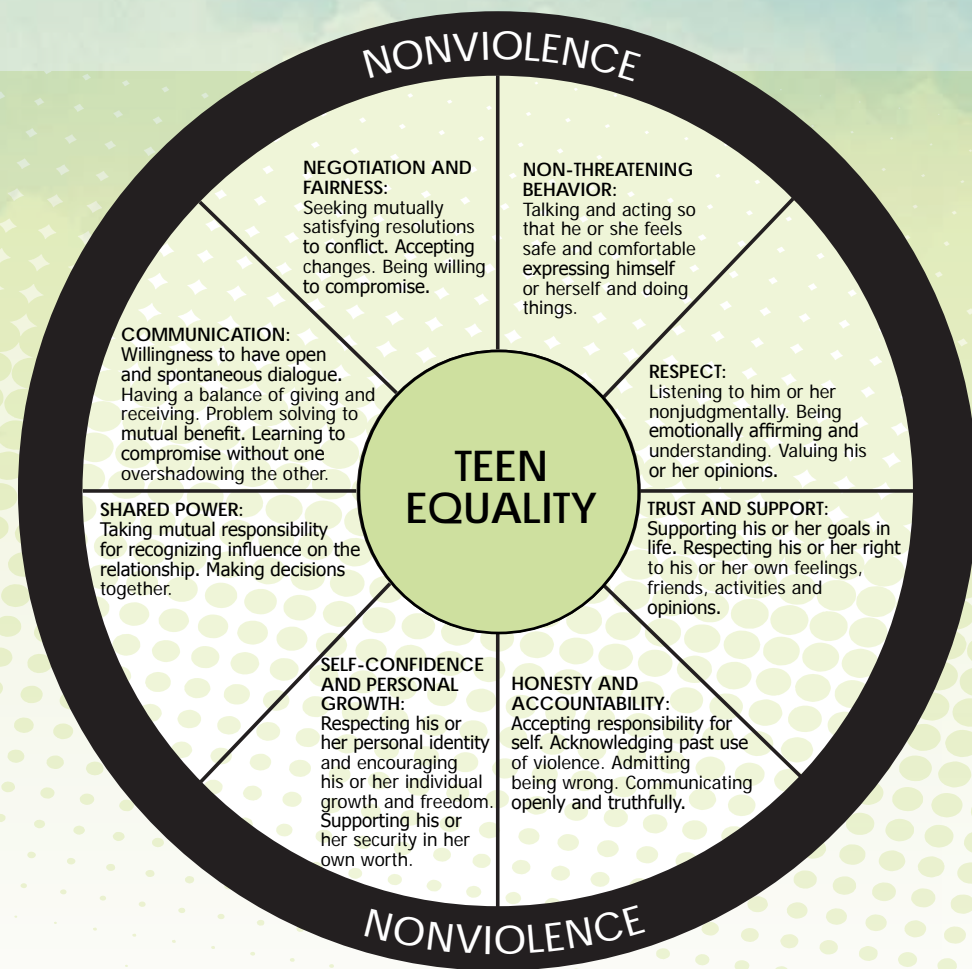 NONVIOLENCE
NEGOTIATION AND
FAIRNESS:
Seeking mutually
satisfying resolutions
to conflict. Accepting
changes. Being willing
to compromise.
NON-THREATENING
BEHAVIOR:
Talking and acting so
that he or she feels
safe and comfortable
expressing himself
or herself and doing
things.
COMMUNICATION:
Willingness to have open
and spontaneous dialogue.
Having a balance of giving and
receiving. Problem solving to
mutual benefit. Learning to
compromise without one
overshadowing the other.
RESPECT:
Listening to him or her
nonjudgmentally. Being
emotionally affirming and
understanding. Valuing his
or her opinions.
TEEN
EQUALITY
SHARED POWER:
Taking mutual responsibility
for recognizing influence on the
relationship. Making decisions
together.
TRUST AND SUPPORT:
Supporting his or her goals in
life. Respecting his or her right
to his or her own feelings,
friends, activities and
opinions.
SELF-CONFIDENCE
AND PERSONAL
GROWTH:
Respecting his or
her personal identity
and encouraging
his or her individual
growth and freedom.
Supporting his or
her security in her
own worth.
HONESTY AND
ACCOUNTABILITY:
Accepting responsibility for
self. Acknowledging past use
of violence. Admitting
being wrong. Communicating
openly and truthfully.
NONVIOLENCE